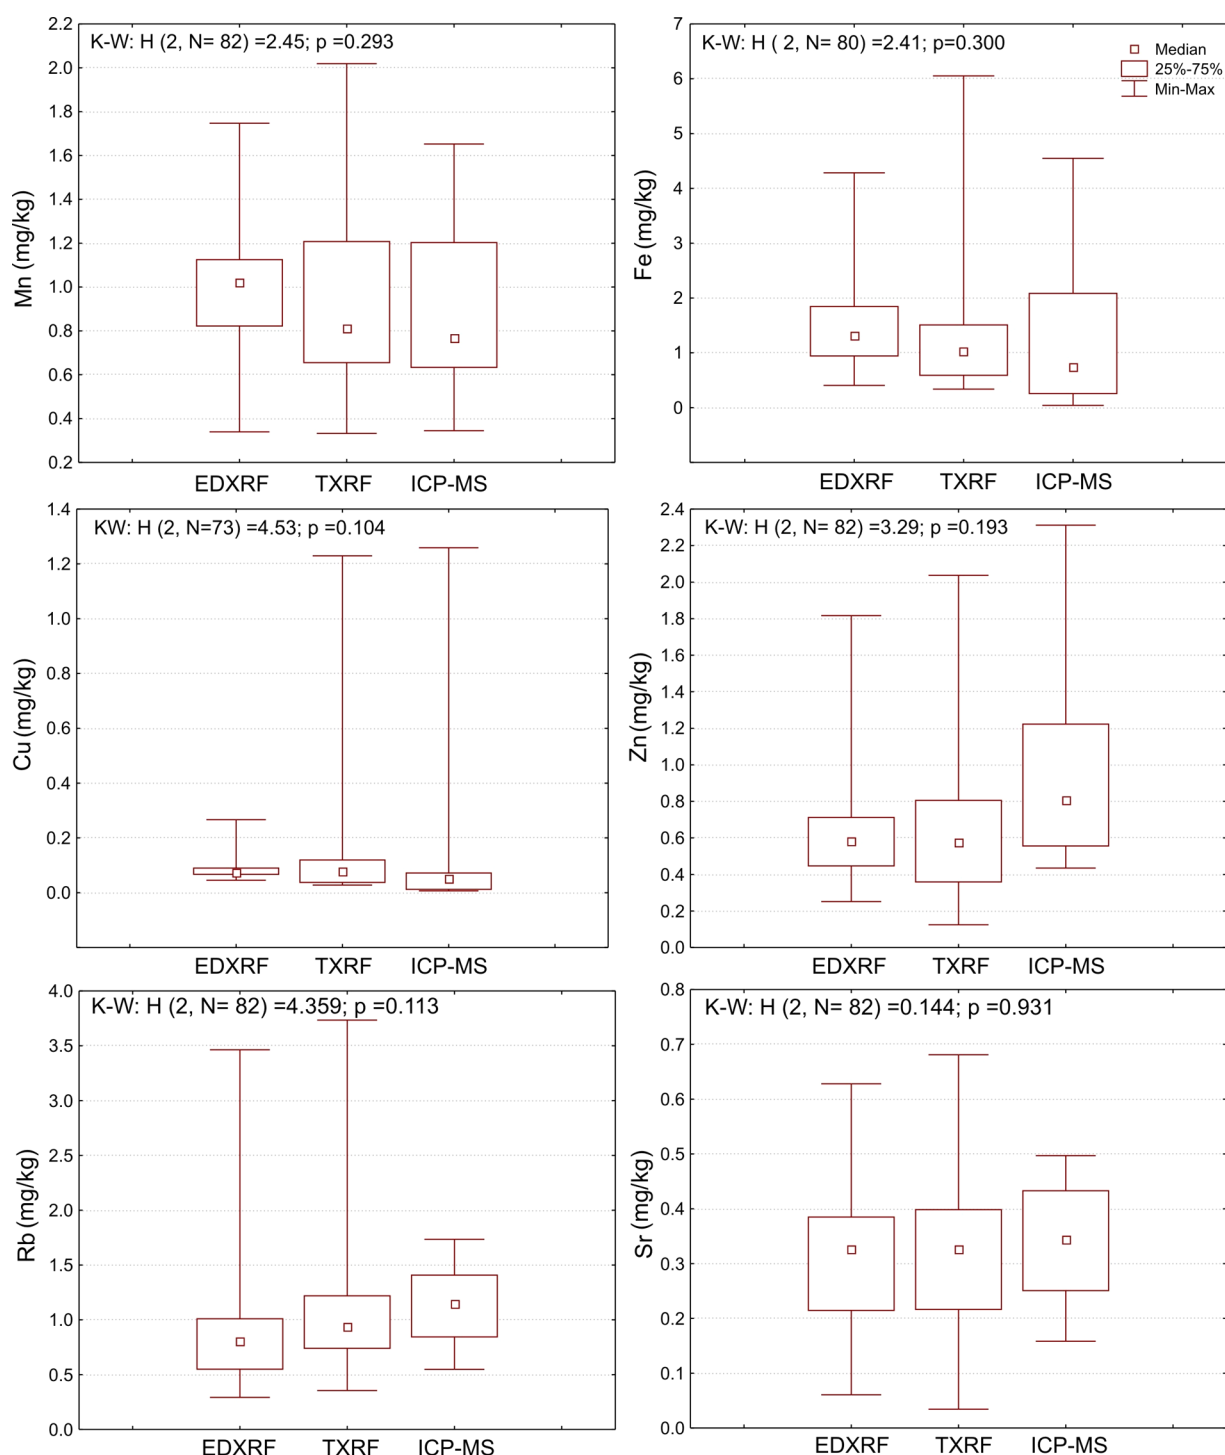 K-W: H (2, N= 82) =2.45; p =0.293
Mn (mg/kg)
2.2
2.0
1.8
1.6
1.4
1.2
1.0
0.8
0.6
0.4
0.2
EDXRF TXRF ICP-MS
K-W: H ( 2, N= 80) =2.41; p=0.300
Median
25%-75%
Min-Max
Fe (mg/kg)
7
6
5
4
3
2
1
0
EDXRF TXRF ICP-MS
KW: H (2, N=73) =4.53; p =0.104
Cu (mg/kg)
1.4
1.2
1.0
0.8
0.6
0.4
0.2
0.0
EDXRF TXRF ICP-MS
K-W: H (2, N= 82) =3.29; p =0.193
Zn (mg/kg)
2.4
2.2
2.0
1.8
1.6
1.4
1.2
1.0
0.8
0.6
0.4
0.2
0.0
EDXRF TXRF ICP-MS
K-W: H (2, N= 82) =4.359; p =0.113
Rb (mg/kg)
4.0
3.5
3.0
2.5
2.0
1.5
1.0
0.5
0.0
EDXRF TXRF ICP-MS
K-W: H (2, N= 82) =0.144; p =0.931
Sr (mg/kg)
0.8
0.7
0.6
0.5
0.4
0.3
0.2
0.1
0.0
EDXRF TXRF ICP-MS